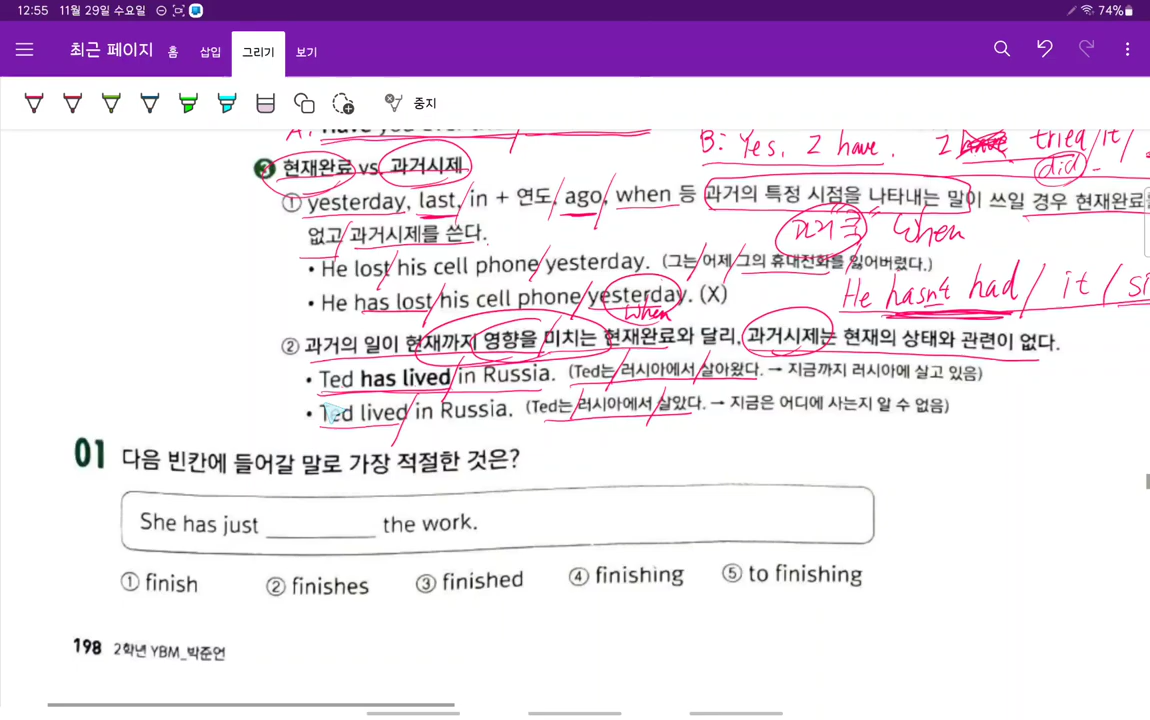 12:55 11월 29일 수요일 74%
최근 페이지 홈 삽입 그리기 보기
중지
A: Have you ever
B: Yes, I have. I tried/it/
did
❸ 현재완료 vs 과거시제
① yesterday, last, in + 연도, ago, when 등 과거의 특정 시점을 나타내는 말이 쓰일 경우 현재완료
없고 과거시제를 쓴다.
when
• He lost his cell phone yesterday. (그는 어제 그의 휴대전화를 잃어버렸다.)
• He has lost his cell phone yesterday. (X)
He hasn't had/ it/ si
when
② 과거의 일이 현재까지 영향을 미치는 현재완료와 달리, 과거시제는 현재의 상태와 관련이 없다.
• Ted has lived in Russia. (Ted는 러시아에서 살아왔다. → 지금까지 러시아에 살고 있음)
• Ted lived in Russia. (Ted는 러시아에서 살았다. → 지금은 어디에 사는지 알 수 없음)
01 다음 빈칸에 들어갈 말로 가장 적절한 것은?
She has just ________ the work.
① finish ② finishes ③ finished ④ finishing ⑤ to finishing
198 2학년 YBM_박준언